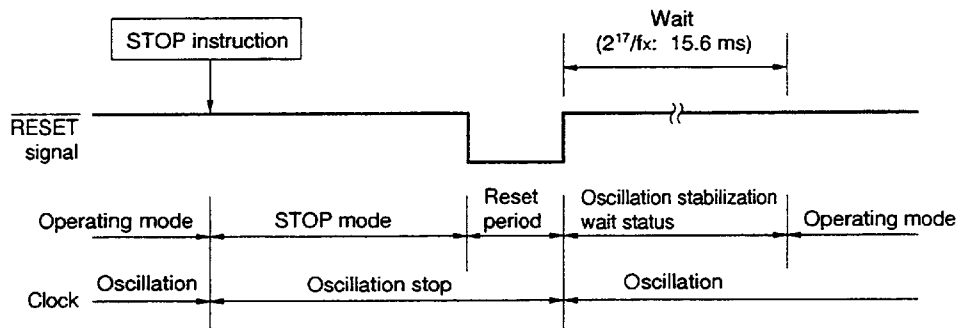 Wait
(2¹⁷/fx: 15.6 ms)
STOP instruction
RESET
signal
Reset
period
Oscillation stabilization
wait status
Operating mode
STOP mode
Operating mode
Clock
Oscillation
Oscillation stop
Oscillation